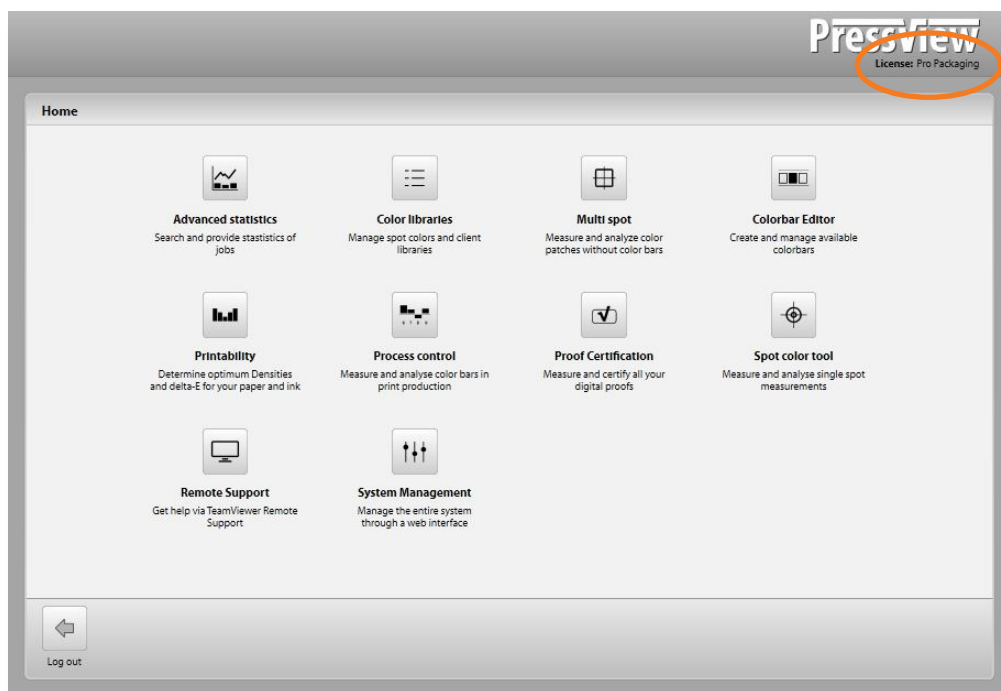 PressView
License: Pro Packaging
Home
Advanced statistics
Search and provide stastistics of
jobs
Color libraries
Manage spot colors and client
libraries
Multi spot
Measure and analyze color
patches without color bars
Colorbar Editor
Create and manage available
colorbars
Printability
Determine optimum Densities
and delta-E for your paper and ink
Process control
Measure and analyse color bars in
print production
Proof Certification
Measure and certify all your
digital proofs
Spot color tool
Measure and analyse single spot
measurements
Remote Support
Get help via TeamViewer Remote
Support
System Management
Manage the entire system
through a web interface
Log out